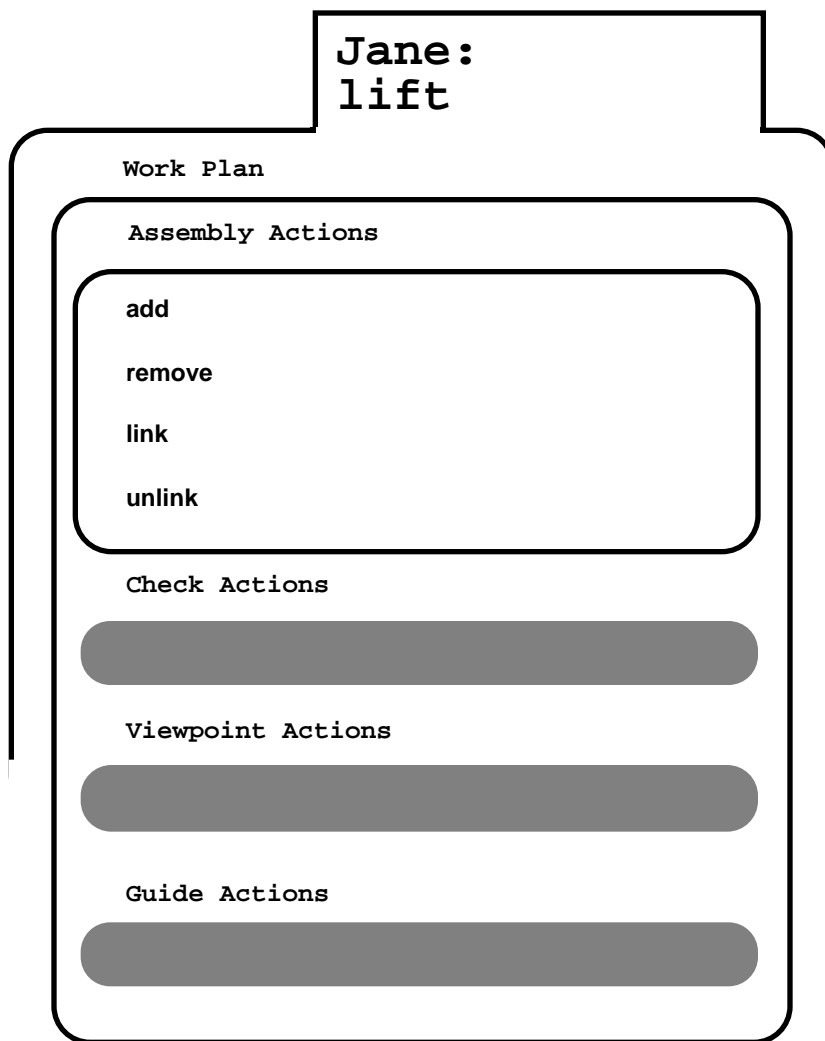 Jane:
lift
Work Plan
Assembly Actions
add
remove
link
unlink
Check Actions
Viewpoint Actions
Guide Actions